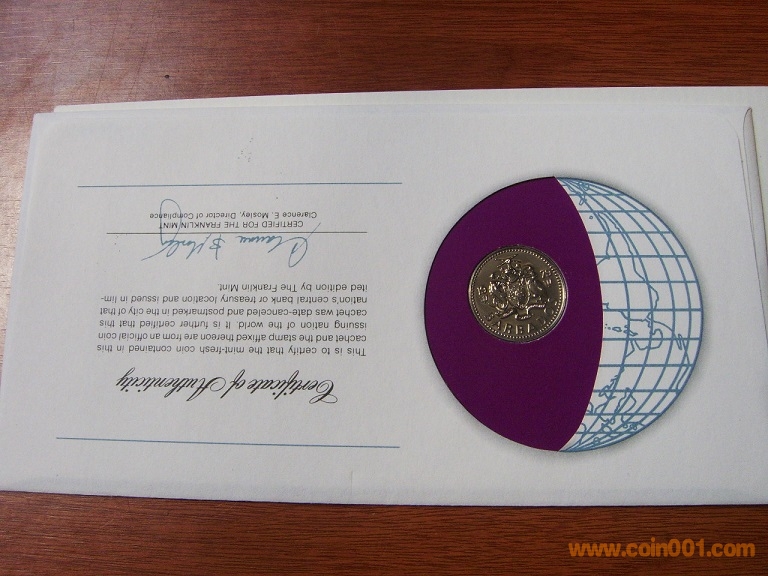 Certificate of Authenticity
This is to certify that the mint-fresh coin contained in this
cachet and the stamp affixed thereon are from an official coin
issuing nation of the world. It is further certified that this
cachet was date-canceled and postmarked in the city of that
nation's central bank or treasury location and issued in lim-
ited edition by The Franklin Mint.
CERTIFIED FOR THE FRANKLIN MINT
Clarence E. Mosley, Director of Compliance
www.coin001.com